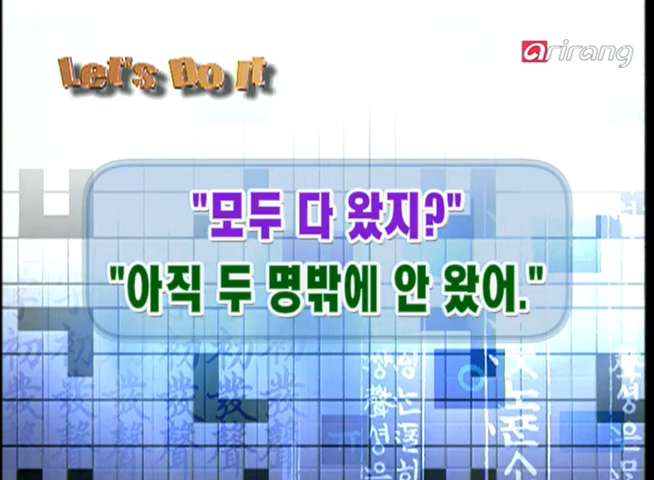 Let's Do It
arirang
"모두 다 왔지?"
"아직 두 명밖에 안 왔어."